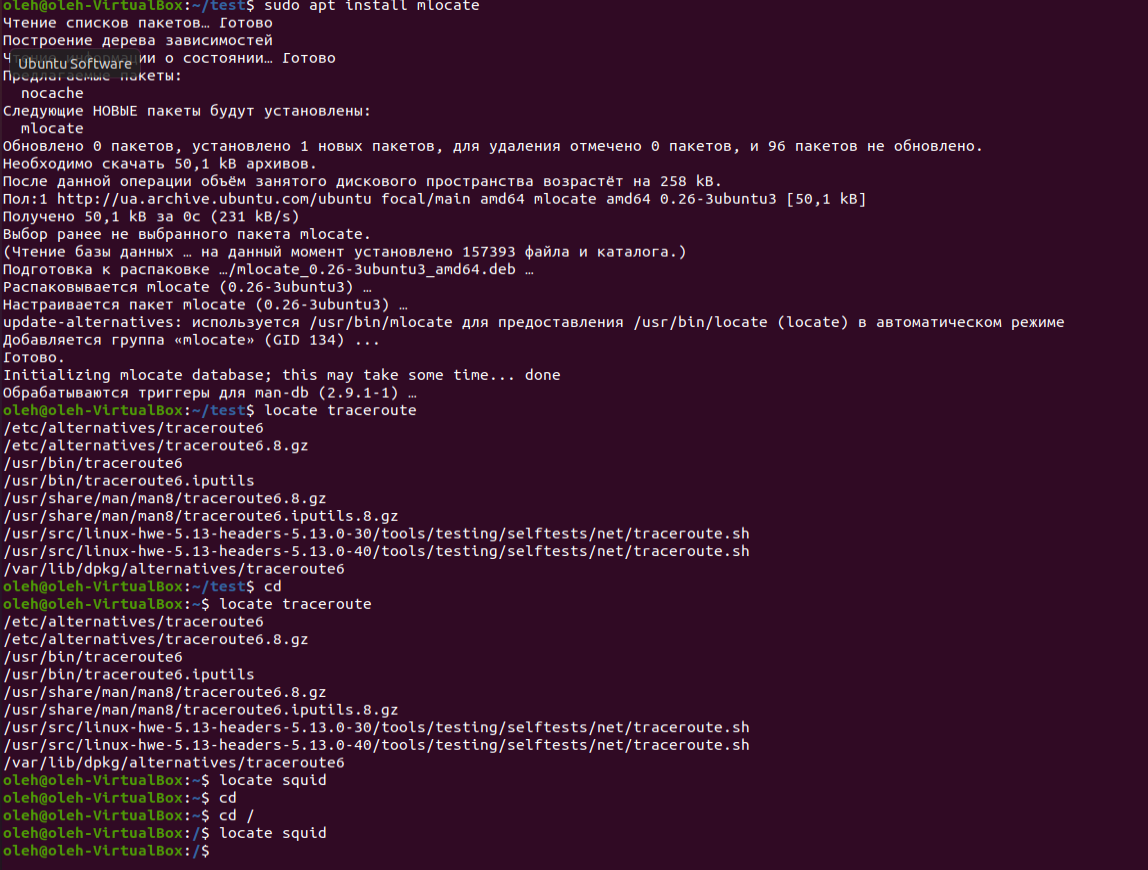 oleh@oleh-VirtualBox:~/test$ sudo apt install mlocate
Чтение списков пакетов… Готово
Построение дерева зависимостей
Чтение информации о состоянии… Готово
Ubuntu Software
Предлагаемые пакеты:
  nocache
Следующие НОВЫЕ пакеты будут установлены:
  mlocate
Обновлено 0 пакетов, установлено 1 новых пакетов, для удаления отмечено 0 пакетов, и 96 пакетов не обновлено.
Необходимо скачать 50,1 kB архивов.
После данной операции объём занятого дискового пространства возрастёт на 258 kB.
Пол:1 http://ua.archive.ubuntu.com/ubuntu focal/main amd64 mlocate amd64 0.26-3ubuntu3 [50,1 kB]
Получено 50,1 kB за 0с (231 kB/s)
Выбор ранее не выбранного пакета mlocate.
(Чтение базы данных … на данный момент установлено 157393 файла и каталога.)
Подготовка к распаковке …/mlocate_0.26-3ubuntu3_amd64.deb …
Распаковывается mlocate (0.26-3ubuntu3) …
Настраивается пакет mlocate (0.26-3ubuntu3) …
update-alternatives: используется /usr/bin/mlocate для предоставления /usr/bin/locate (locate) в автоматическом режиме
Добавляется группа «mlocate» (GID 134) ...
Готово.
Initializing mlocate database; this may take some time... done
Обрабатываются триггеры для man-db (2.9.1-1) …
oleh@oleh-VirtualBox:~/test$ locate traceroute
/etc/alternatives/traceroute6
/etc/alternatives/traceroute6.8.gz
/usr/bin/traceroute6
/usr/bin/traceroute6.iputils
/usr/share/man/man8/traceroute6.8.gz
/usr/share/man/man8/traceroute6.iputils.8.gz
/usr/src/linux-hwe-5.13-headers-5.13.0-30/tools/testing/selftests/net/traceroute.sh
/usr/src/linux-hwe-5.13-headers-5.13.0-40/tools/testing/selftests/net/traceroute.sh
/var/lib/dpkg/alternatives/traceroute6
oleh@oleh-VirtualBox:~/test$ cd
oleh@oleh-VirtualBox:~$ locate traceroute
/etc/alternatives/traceroute6
/etc/alternatives/traceroute6.8.gz
/usr/bin/traceroute6
/usr/bin/traceroute6.iputils
/usr/share/man/man8/traceroute6.8.gz
/usr/share/man/man8/traceroute6.iputils.8.gz
/usr/src/linux-hwe-5.13-headers-5.13.0-30/tools/testing/selftests/net/traceroute.sh
/usr/src/linux-hwe-5.13-headers-5.13.0-40/tools/testing/selftests/net/traceroute.sh
/var/lib/dpkg/alternatives/traceroute6
oleh@oleh-VirtualBox:~$ locate squid
oleh@oleh-VirtualBox:~$ cd
oleh@oleh-VirtualBox:~$ cd /
oleh@oleh-VirtualBox:/$ locate squid
oleh@oleh-VirtualBox:/$